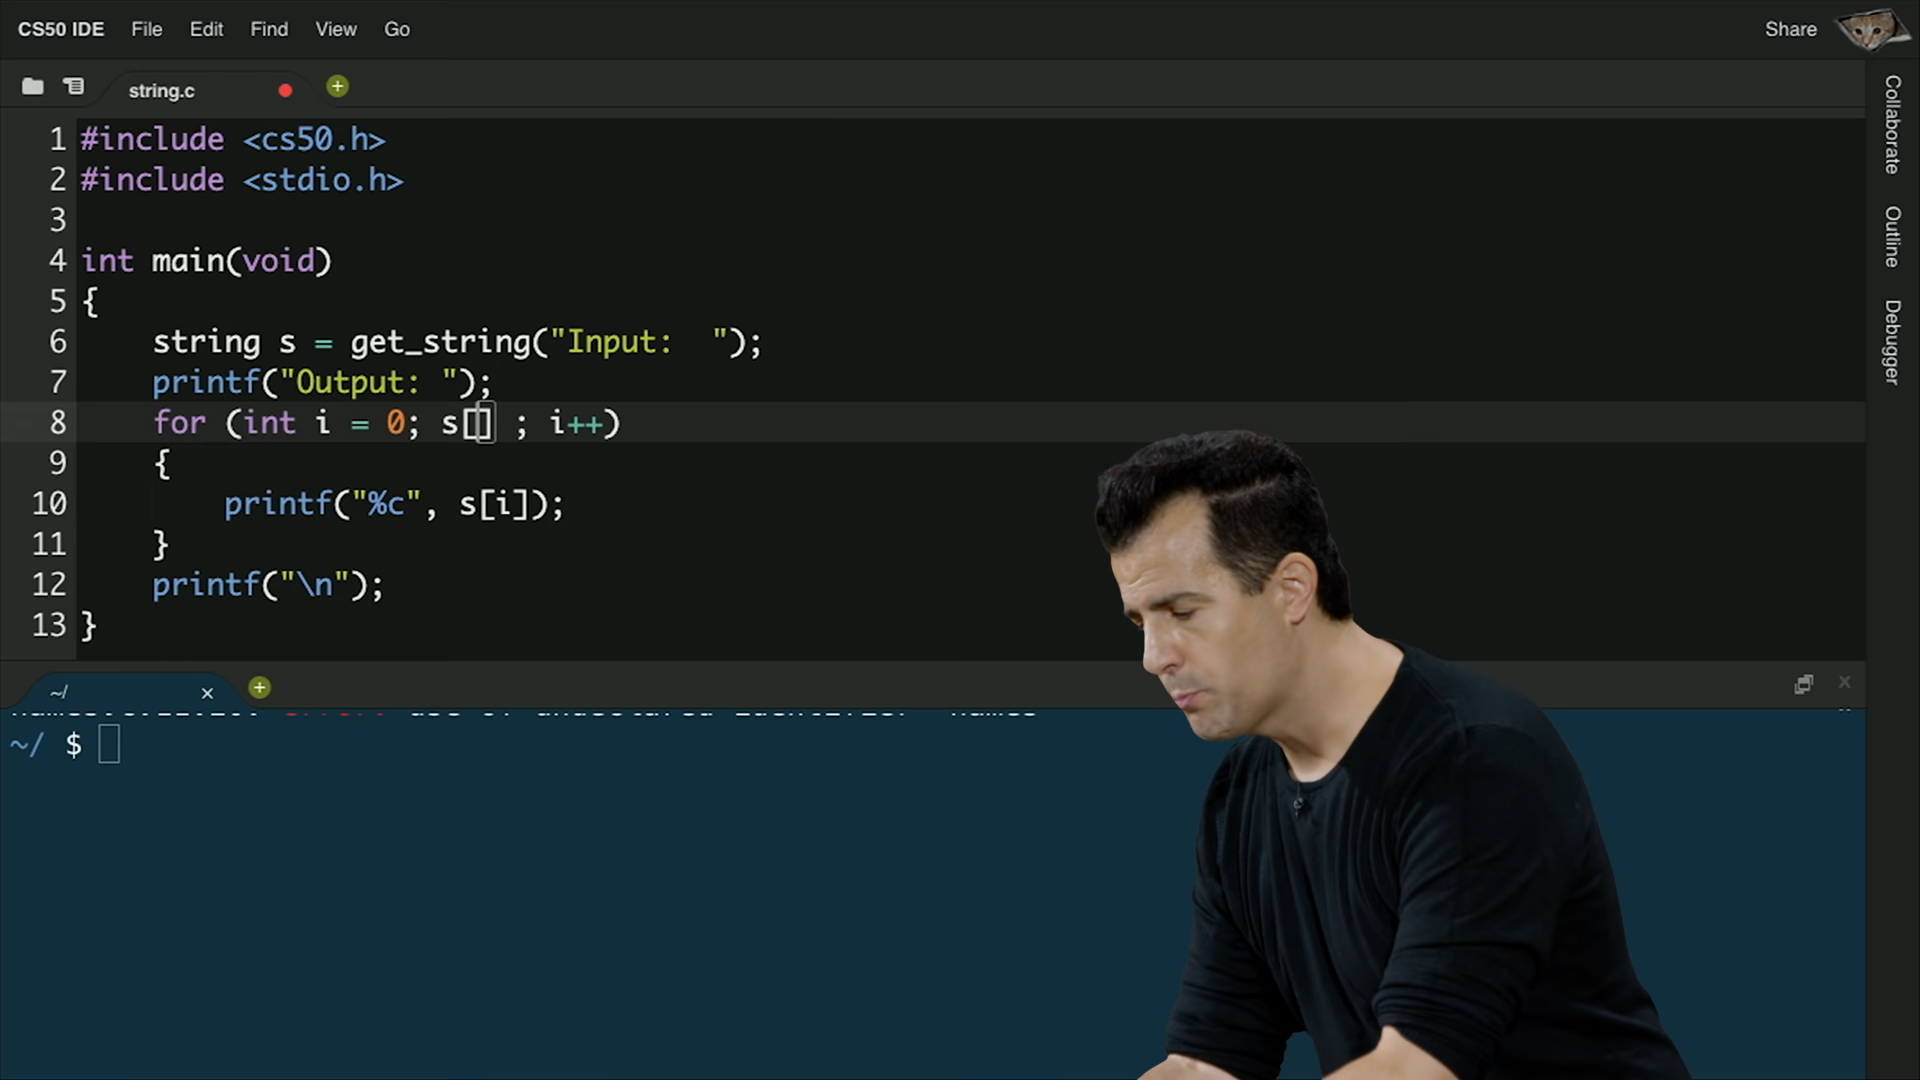 CS50 IDE File Edit Find View Go Share
string.c
1 #include <cs50.h>
2 #include <stdio.h>
3
4 int main(void)
5 {
6     string s = get_string("Input:  ");
7     printf("Output: ");
8     for (int i = 0; s[] ; i++)
9     {
10         printf("%c", s[i]);
11     }
12     printf("\n");
13 }
Collaborate
Outline
Debugger
~/
~/ $